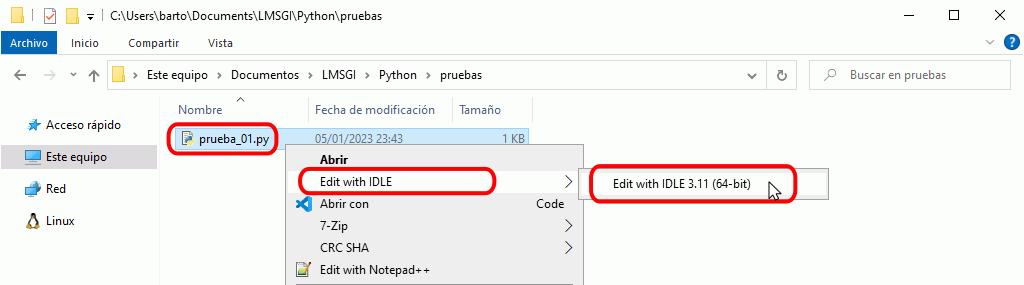 C:\Users\barto\Documents\LMSGI\Python\pruebas
Archivo Inicio Compartir Vista
Este equipo Documentos LMSGI Python pruebas Buscar en pruebas
Nombre Fecha de modificación Tamaño
Acceso rápido
prueba_01.py 05/01/2023 23:43 1 KB
Este equipo
Abrir
Edit with IDLE
Edit with IDLE 3.11 (64-bit)
Red
Abrir con Code
Linux
7-Zip
CRC SHA
Edit with Notepad++